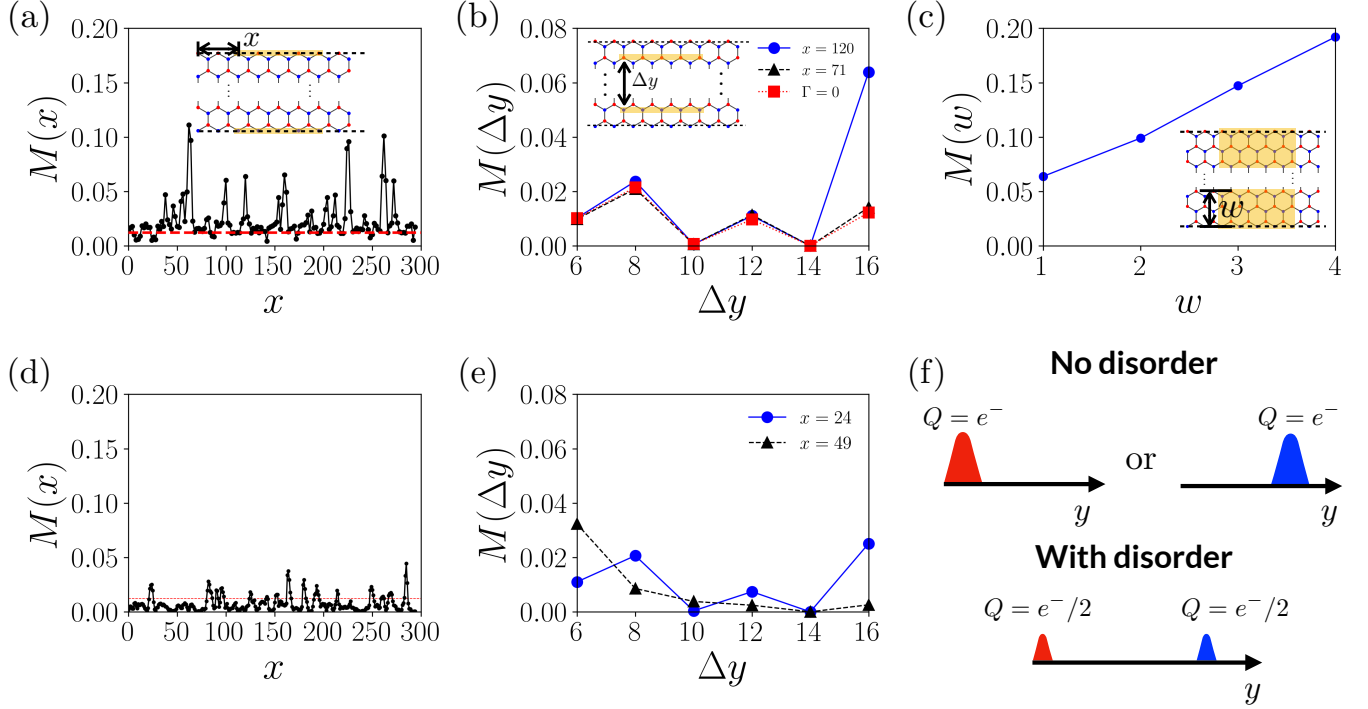 (a)
0.20
0.15
0.10
0.05
0.00
M(x)
x
0 50 100 150 200 250 300
x
(b)
0.08
0.06
0.04
0.02
0.00
M(Δy)
Δy
x = 120
x = 71
Γ = 0
6 8 10 12 14 16
Δy
(c)
0.20
0.15
0.10
0.05
0.00
M(w)
w
1 2 3 4
w
(d)
0.20
0.15
0.10
0.05
0.00
M(x)
0 50 100 150 200 250 300
x
(e)
0.08
0.06
0.04
0.02
0.00
M(Δy)
x = 24
x = 49
6 8 10 12 14 16
Δy
(f)
No disorder
Q = e⁻ Q = e⁻
or
y y
With disorder
Q = e⁻/2 Q = e⁻/2
y